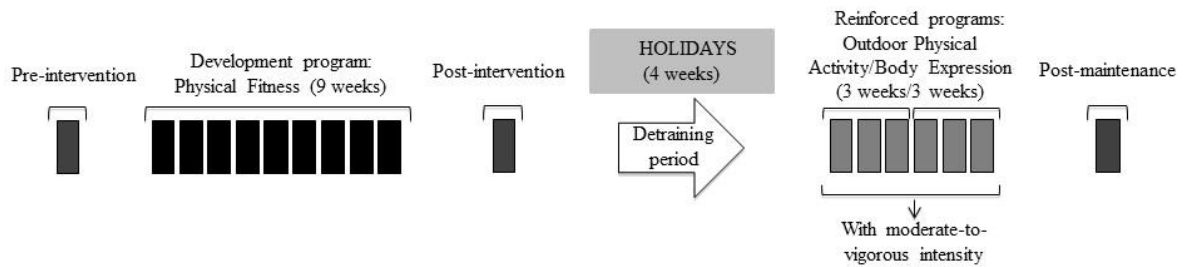 Pre-intervention
Development program:
Physical Fitness (9 weeks)
Post-intervention
HOLIDAYS
(4 weeks)
Detraining
period
Reinforced programs:
Outdoor Physical
Activity/Body Expression
(3 weeks/3 weeks)
With moderate-to-
vigorous intensity
Post-maintenance